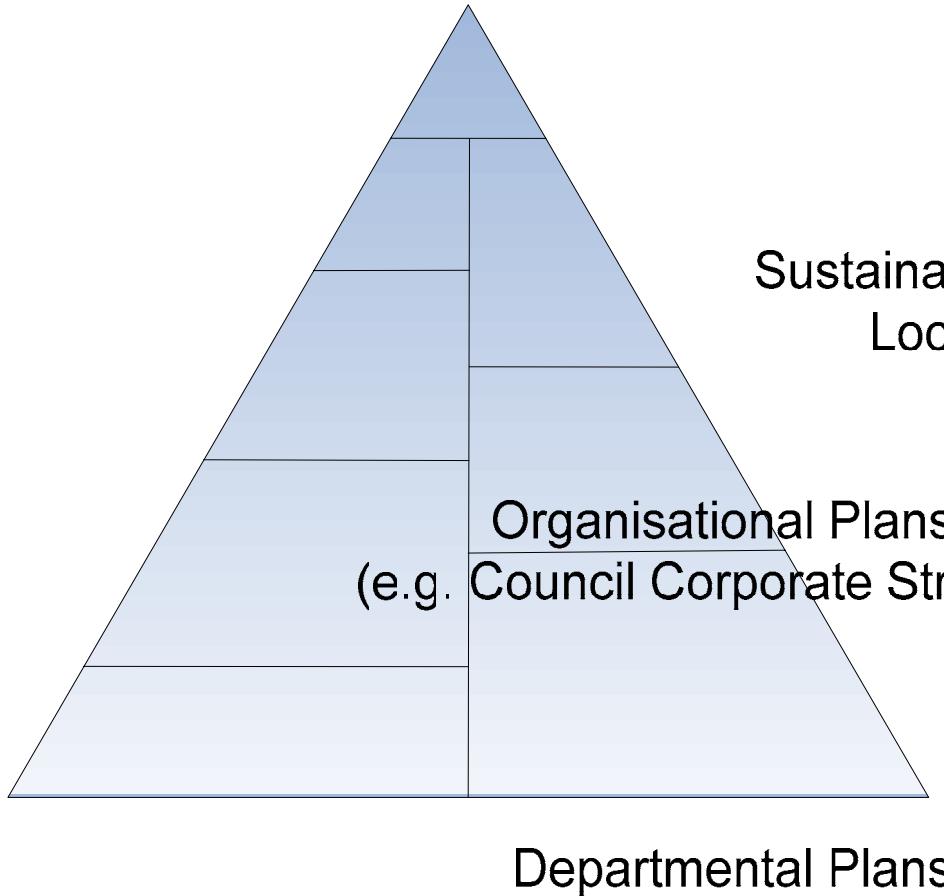 Sustaina
Loc
Organisational Plans
(e.g. Council Corporate Str
Departmental Plans